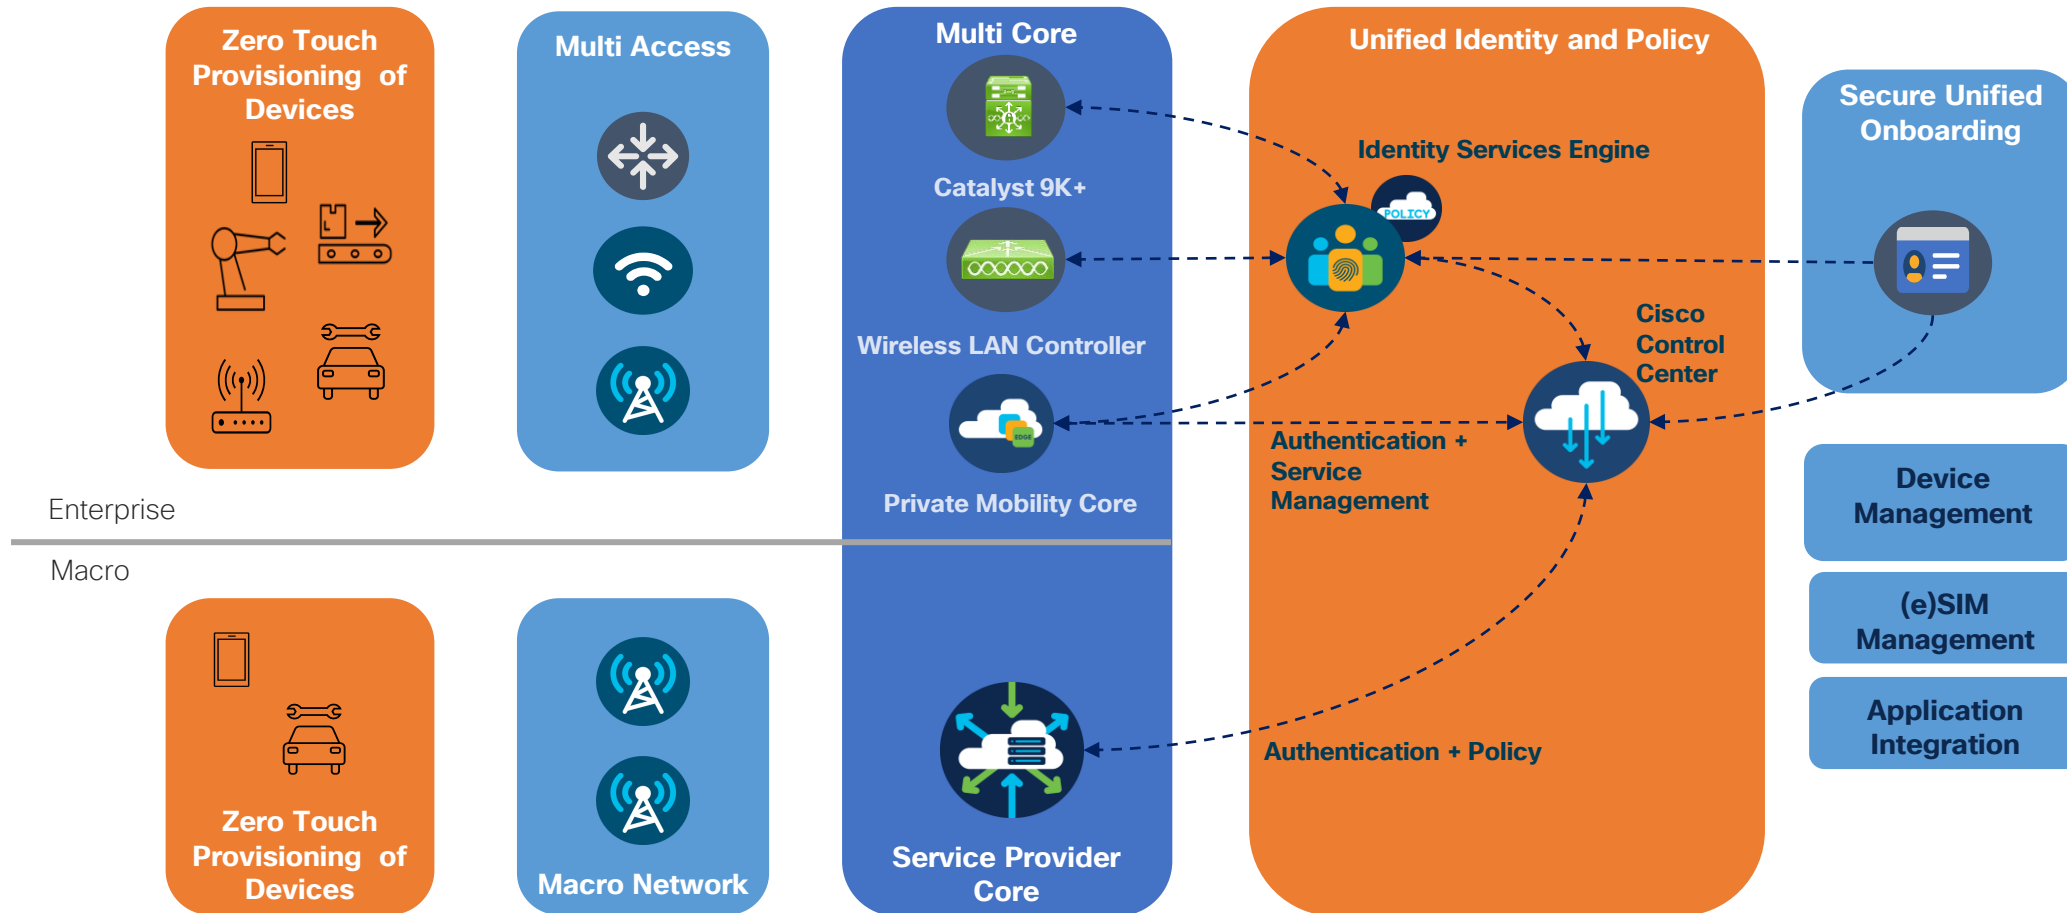 Zero Touch
Provisioning of
Devices
Multi Access
Multi Core
Catalyst 9K+
Wireless LAN Controller
EDGE
Private Mobility Core
Unified Identity and Policy
Identity Services Engine
POLICY
Cisco
Control
Center
Authentication +
Service
Management
Secure Unified
Onboarding
Device
Management
(e)SIM
Management
Application
Integration
Enterprise
Macro
Zero Touch
Provisioning of
Devices
Macro Network
Service Provider
Core
Authentication + Policy